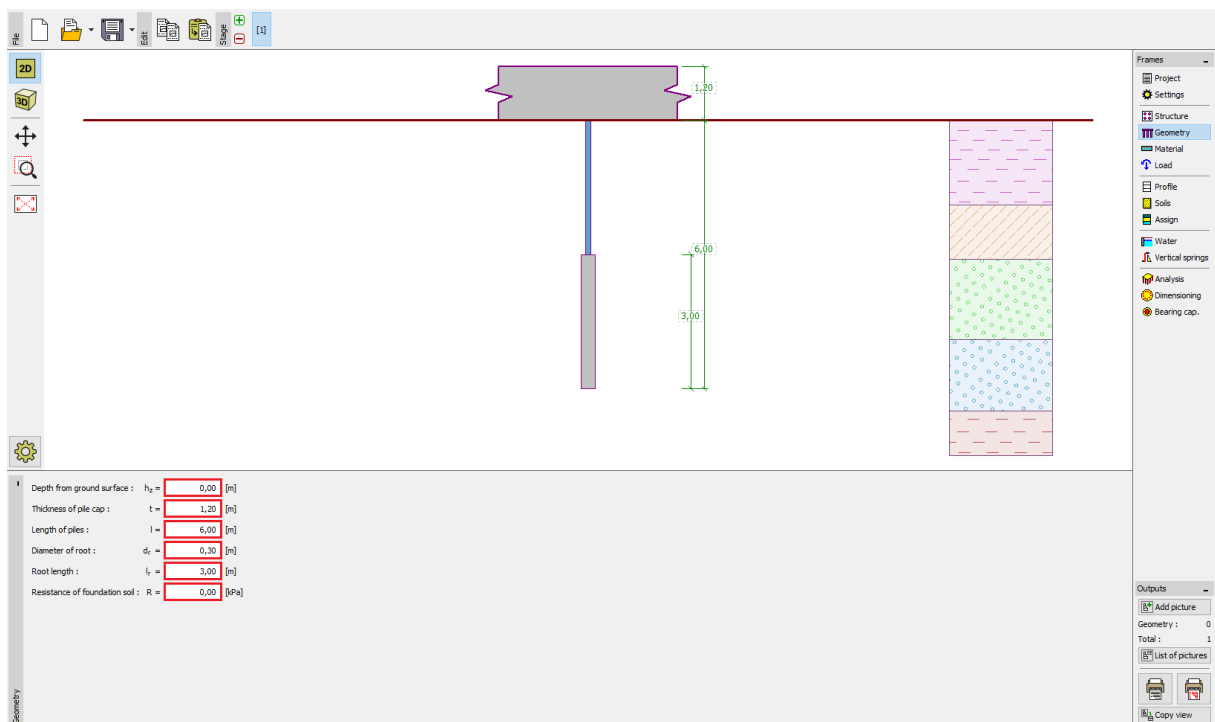 File
Edit
Stage
[1]
2D
3D
1,20
6,00
3,00
Frames
Project
Settings
Structure
Geometry
Material
Load
Profile
Soils
Assign
Water
Vertical springs
Analysis
Dimensioning
Bearing cap.
Depth from ground surface : hz = 0,00 [m]
Thickness of pile cap : t = 1,20 [m]
Length of piles : l = 6,00 [m]
Diameter of root : dr = 0,30 [m]
Root length : lr = 3,00 [m]
Resistance of foundation soil : R = 0,00 [kPa]
Geometry
Outputs
Add picture
Geometry : 0
Total : 1
List of pictures
Copy view